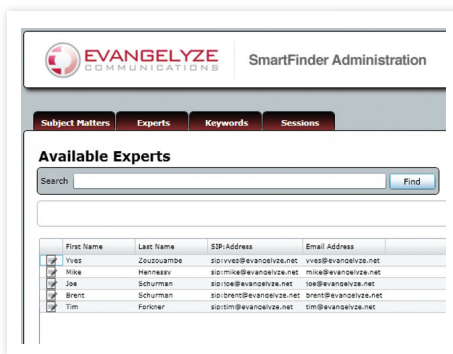 EVANGELYZE
COMMUNICATIONS
SmartFinder Administration
Subject Matters Experts Keywords Sessions
Available Experts
Search Find
First Name Last Name SIP:Address Email Address
Yves Zouzouambe sip:yves@evangelyze.net yves@evangelyze.net
Mike Hennessy sip:mike@evangelyze.net mike@evangelyze.net
Joe Schurman sip:joe@evangelyze.net joe@evangelyze.net
Brent Schurman sip:brent@evangelyze.net brent@evangelyze.net
Tim Forkner sip:tim@evangelyze.net tim@evangelyze.net